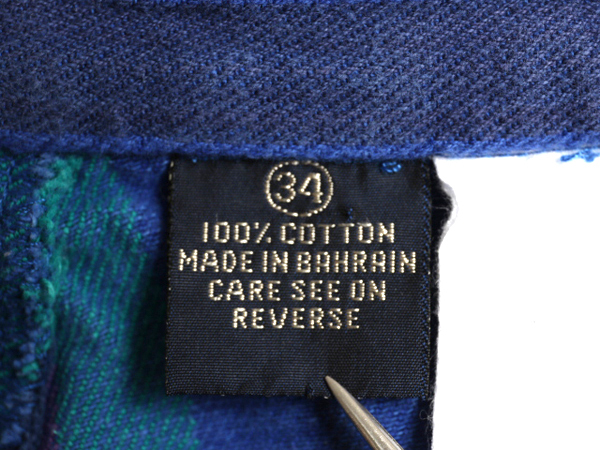 34
100% COTTON
MADE IN BAHRAIN
CARE SEE ON
REVERSE